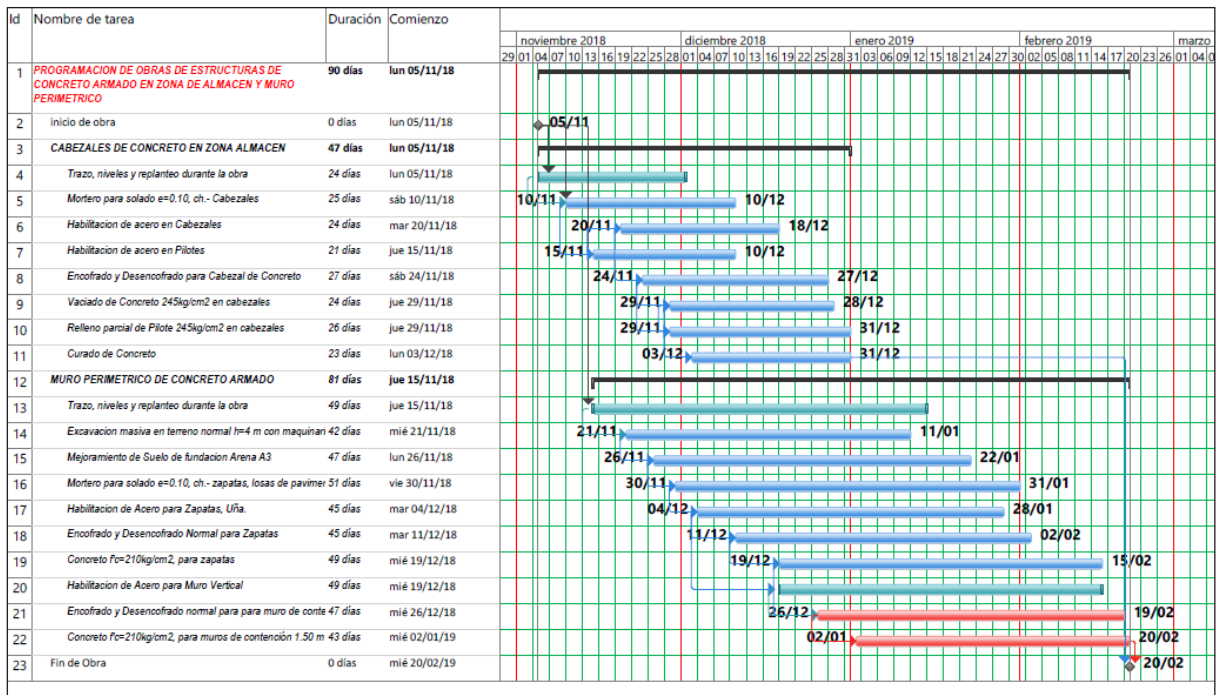 Id Nombre de tarea Duración Comienzo
noviembre 2018 diciembre 2018 enero 2019 febrero 2019 marzo
29 01 04 07 10 13 16 19 22 25 28 01 04 07 10 13 16 19 22 25 28 31 03 06 09 12 15 18 21 24 27 30 02 05 08 11 14 17 20 23 26 01 04 0
1 PROGRAMACION DE OBRAS DE ESTRUCTURAS DE 90 días lun 05/11/18
CONCRETO ARMADO EN ZONA DE ALMACEN Y MURO
PERIMETRICO
2 inicio de obra 0 días lun 05/11/18 05/11
3 CABEZALES DE CONCRETO EN ZONA ALMACEN 47 días lun 05/11/18
4 Trazo, niveles y replanteo durante la obra 24 días lun 05/11/18
5 Mortero para solado e=0.10, ch.- Cabezales 25 días sáb 10/11/18 10/11 10/12
6 Habilitacion de acero en Cabezales 24 días mar 20/11/18 20/11 18/12
7 Habilitacion de acero en Pilotes 21 días jue 15/11/18 15/11 10/12
8 Encofrado y Desencofrado para Cabezal de Concreto 27 días sáb 24/11/18 24/11 27/12
9 Vaciado de Concreto 245kg/cm2 en cabezales 24 días jue 29/11/18 29/11 28/12
10 Relleno parcial de Pilote 245kg/cm2 en cabezales 26 días jue 29/11/18 29/11 31/12
11 Curado de Concreto 23 días lun 03/12/18 03/12 31/12
12 MURO PERIMETRICO DE CONCRETO ARMADO 81 días jue 15/11/18
13 Trazo, niveles y replanteo durante la obra 49 días jue 15/11/18
14 Excavacion masiva en terreno normal h=4 m con maquinari 42 días mié 21/11/18 21/11 11/01
15 Mejoramiento de Suelo de fundacion Arena A3 47 días lun 26/11/18 26/11 22/01
16 Mortero para solado e=0.10, ch.- zapatas, losas de pavimen 51 días vie 30/11/18 30/11 31/01
17 Habilitacion de Acero para Zapatas, Uña. 45 días mar 04/12/18 04/12 28/01
18 Encofrado y Desencofrado Normal para Zapatas 45 días mar 11/12/18 11/12 02/02
19 Concreto f'c=210kg/cm2, para zapatas 49 días mié 19/12/18 19/12 15/02
20 Habilitacion de Acero para Muro Vertical 49 días mié 19/12/18
21 Encofrado y Desencofrado normal para para muro de conte 47 días mié 26/12/18 26/12 19/02
22 Concreto f'c=210kg/cm2, para muros de contención 1.50 m 43 días mié 02/01/19 02/01 20/02
23 Fin de Obra 0 días mié 20/02/19 20/02